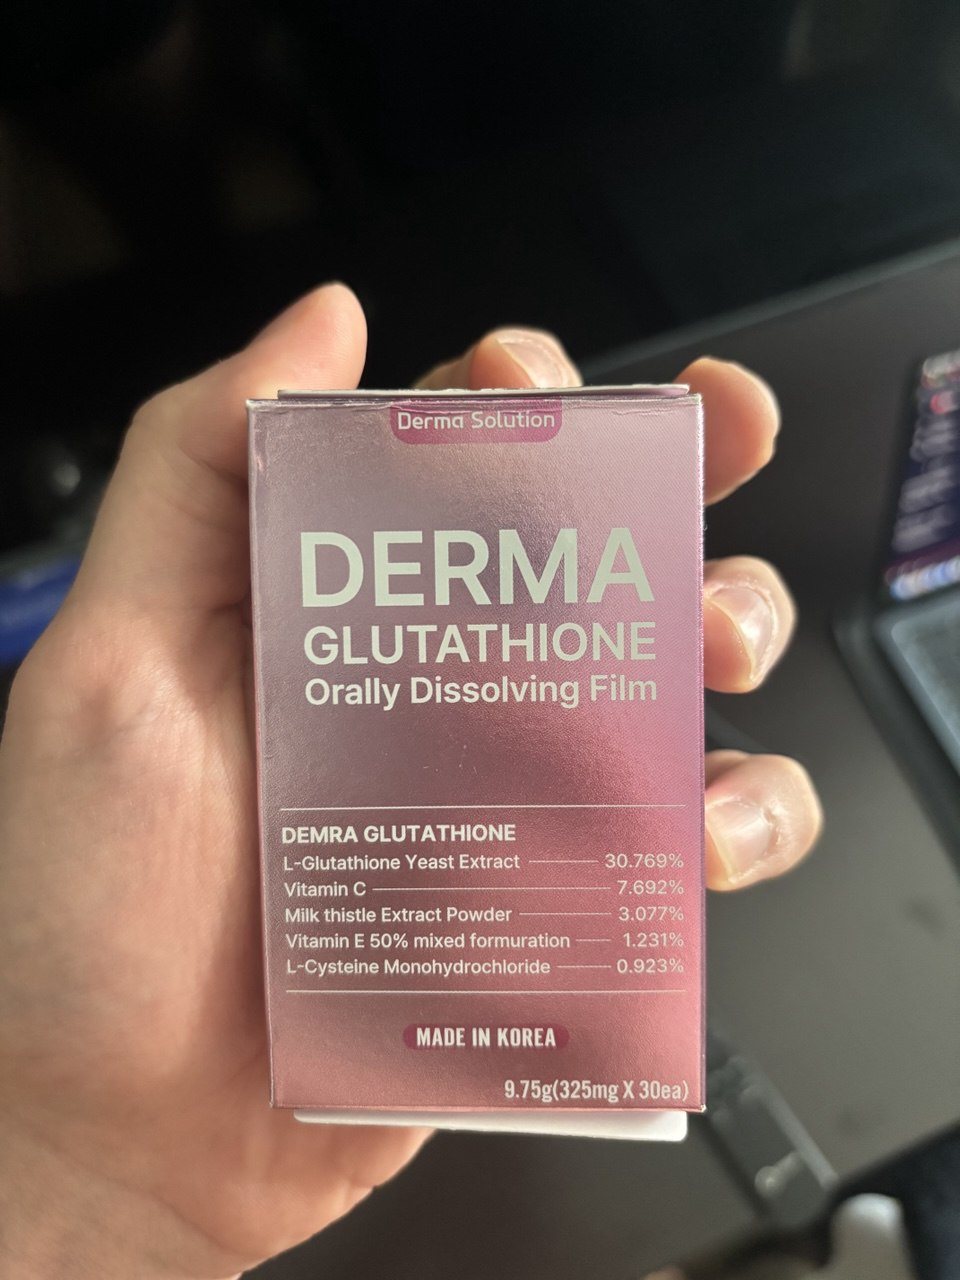 Derma Solution
DERMA
GLUTATHIONE
Orally Dissolving Film
DEMRA GLUTATHIONE
L-Glutathione Yeast Extract 30.769%
Vitamin C 7.692%
Milk thistle Extract Powder 3.077%
Vitamin E 50% mixed formuration 1.231%
L-Cysteine Monohydrochloride 0.923%
MADE IN KOREA
9.75g(325mg X 30ea)